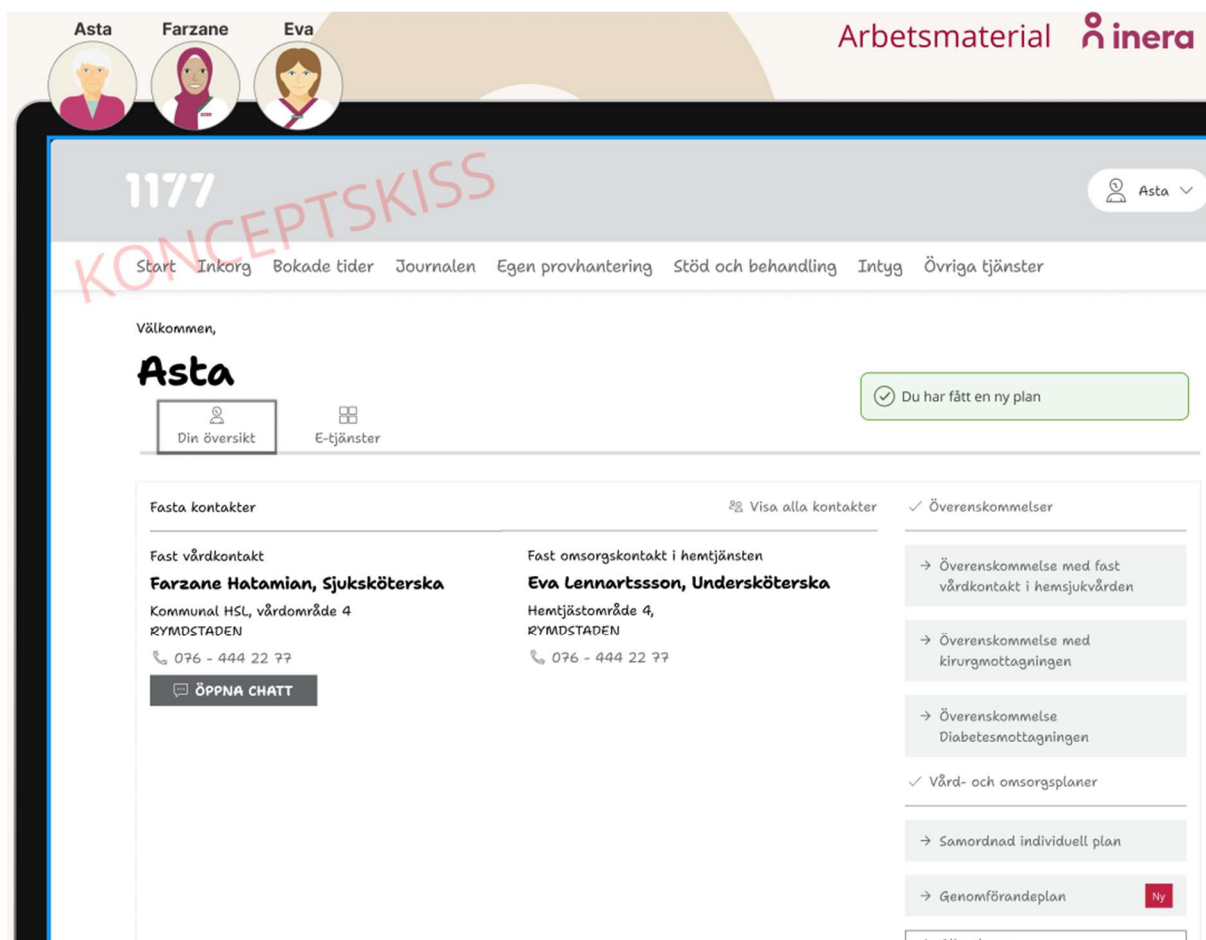 Asta Farzane Eva
Arbetsmaterial inera
1177
KONCEPTSKISS
Asta
Start Inkorg Bokade tider Journalen Egen provhantering Stöd och behandling Intyg Övriga tjänster
Välkommen,
Asta
Du har fått en ny plan
Din översikt E-tjänster
Fasta kontakter Visa alla kontakter
Fast vårdkontakt
Farzane Hatamian, Sjuksköterska
Kommunal HSL, vårdområde 4
RYMDSTADEN
076 - 444 22 77
ÖPPNA CHATT
Fast omsorgskontakt i hemtjänsten
Eva Lennartssson, Undersköterska
Hemtjästområde 4,
RYMDSTADEN
076 - 444 22 77
Överenskommelser
Överenskommelse med fast
vårdkontakt i hemsjukvården
Överenskommelse med
kirurgmottagningen
Överenskommelse
Diabetesmottagningen
Vård- och omsorgsplaner
Samordnad individuell plan
Genomförandeplan Ny